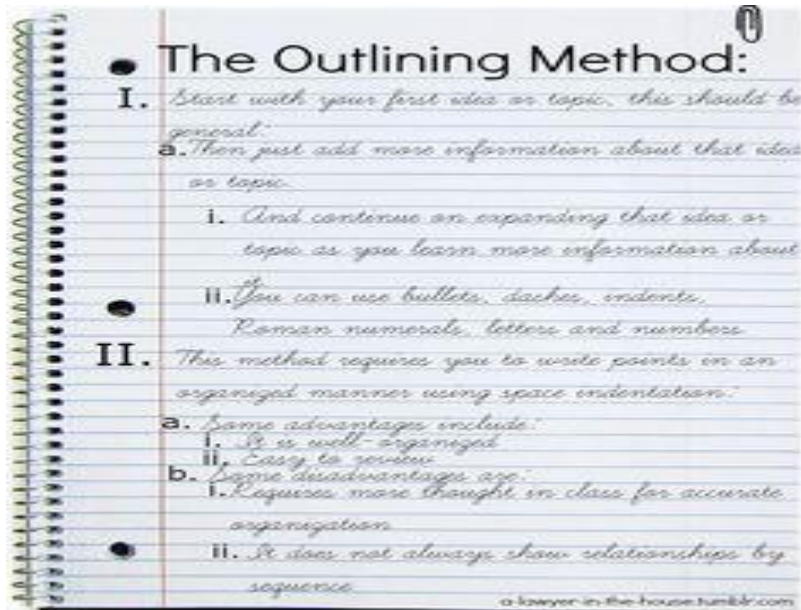 The Outlining Method:
I. Start with your first idea or topic, this should be
general:
a. Then just add more information about that idea
or topic
i. And continue on expanding that idea or
topic as you learn more information about
it
ii. You can use bullets, dashes, indents,
Roman numerals, letters and numbers
II. This method requires you to write points in an
organized manner using space indentation:
a. Some advantages include:
i. It is well-organized
ii. Easy to review
b. Some disadvantages are:
i. Requires more thought in class for accurate
organization
ii. It does not always show relationships by
sequence
a-lawyer-in-the-house.tumblr.com